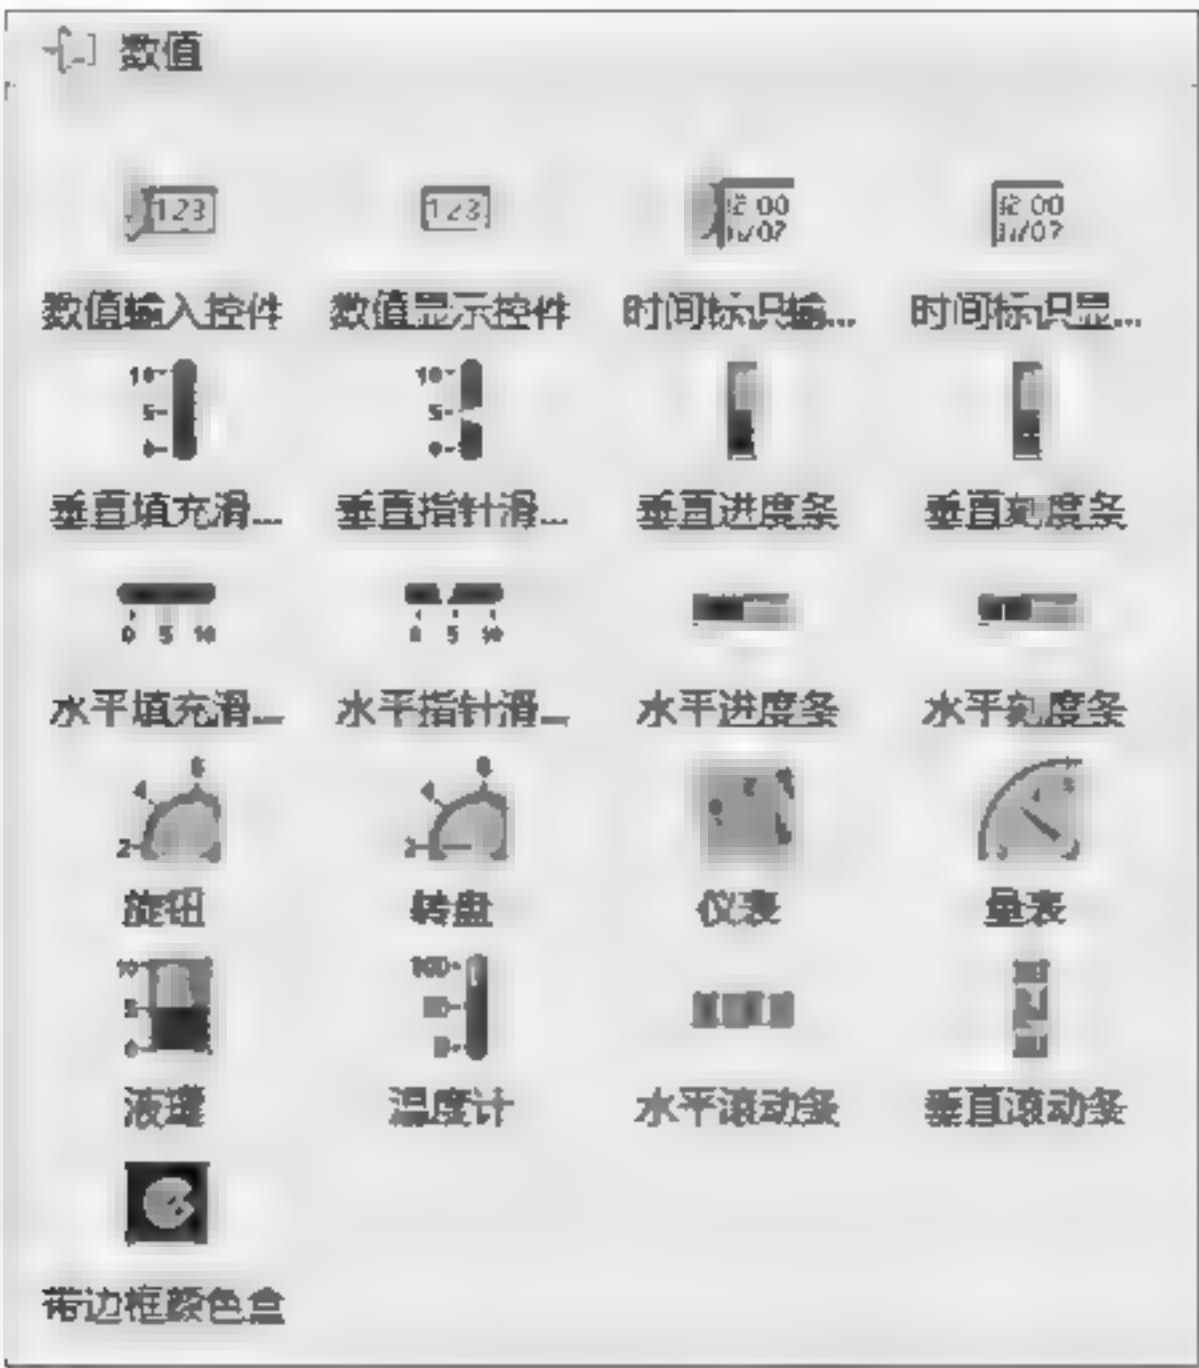 数值
123 123 12:00 12:00
数值输入控件 数值显示控件 时间标识输... 时间标识显...
10 10
5 5
0 0
垂直填充滑... 垂直指针滑... 垂直进度条 垂直刻度条
0 5 10 0 5 10
水平填充滑... 水平指针滑... 水平进度条 水平刻度条
6
4 4
2 2
旋钮 转盘 仪表 量表
10 100
5
0
液罐 温度计 水平滚动条 垂直滚动条
带边框颜色盒